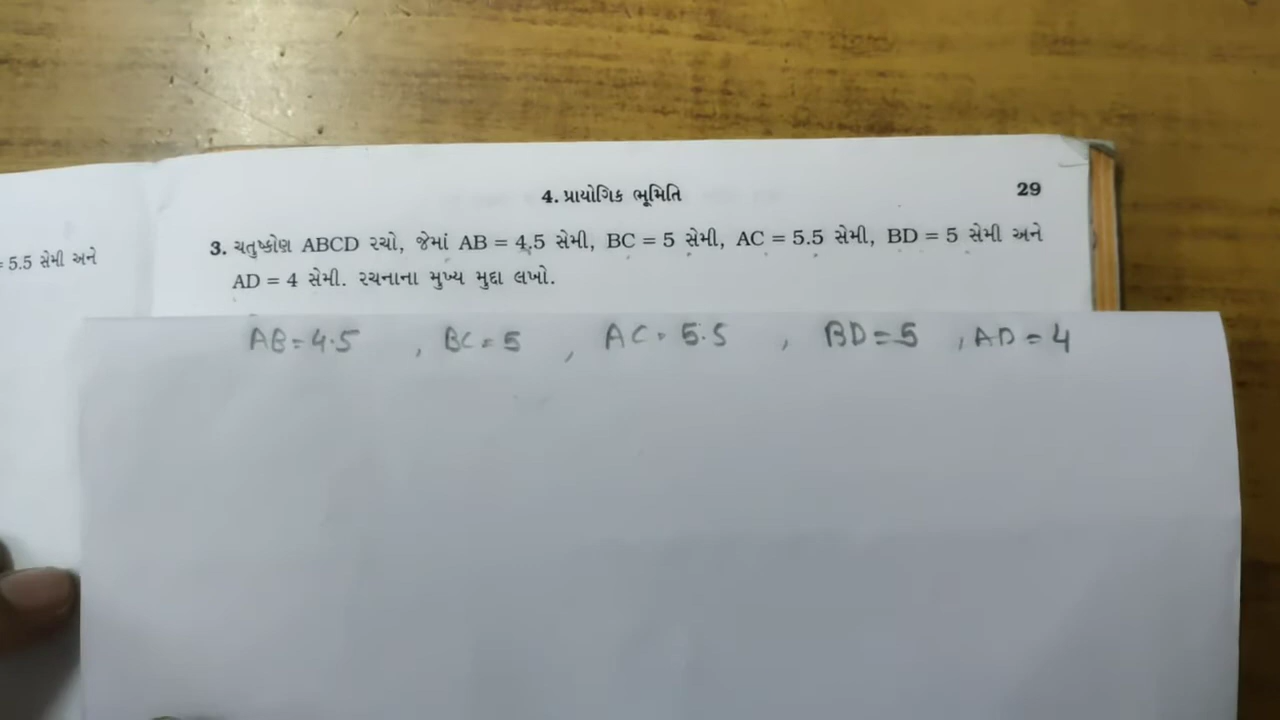 4. પ્રાયોગિક ભૂમિતિ 29
= 5.5 સેમી અને
3. ચતુષ્કોણ ABCD રચો, જેમાં AB = 4.5 સેમી, BC = 5 સેમી, AC = 5.5 સેમી, BD = 5 સેમી અને
AD = 4 સેમી. રચનાના મુખ્ય મુદ્દા લખો.
AB = 4.5 , BC = 5 , AC = 5.5 , BD = 5 , AD = 4